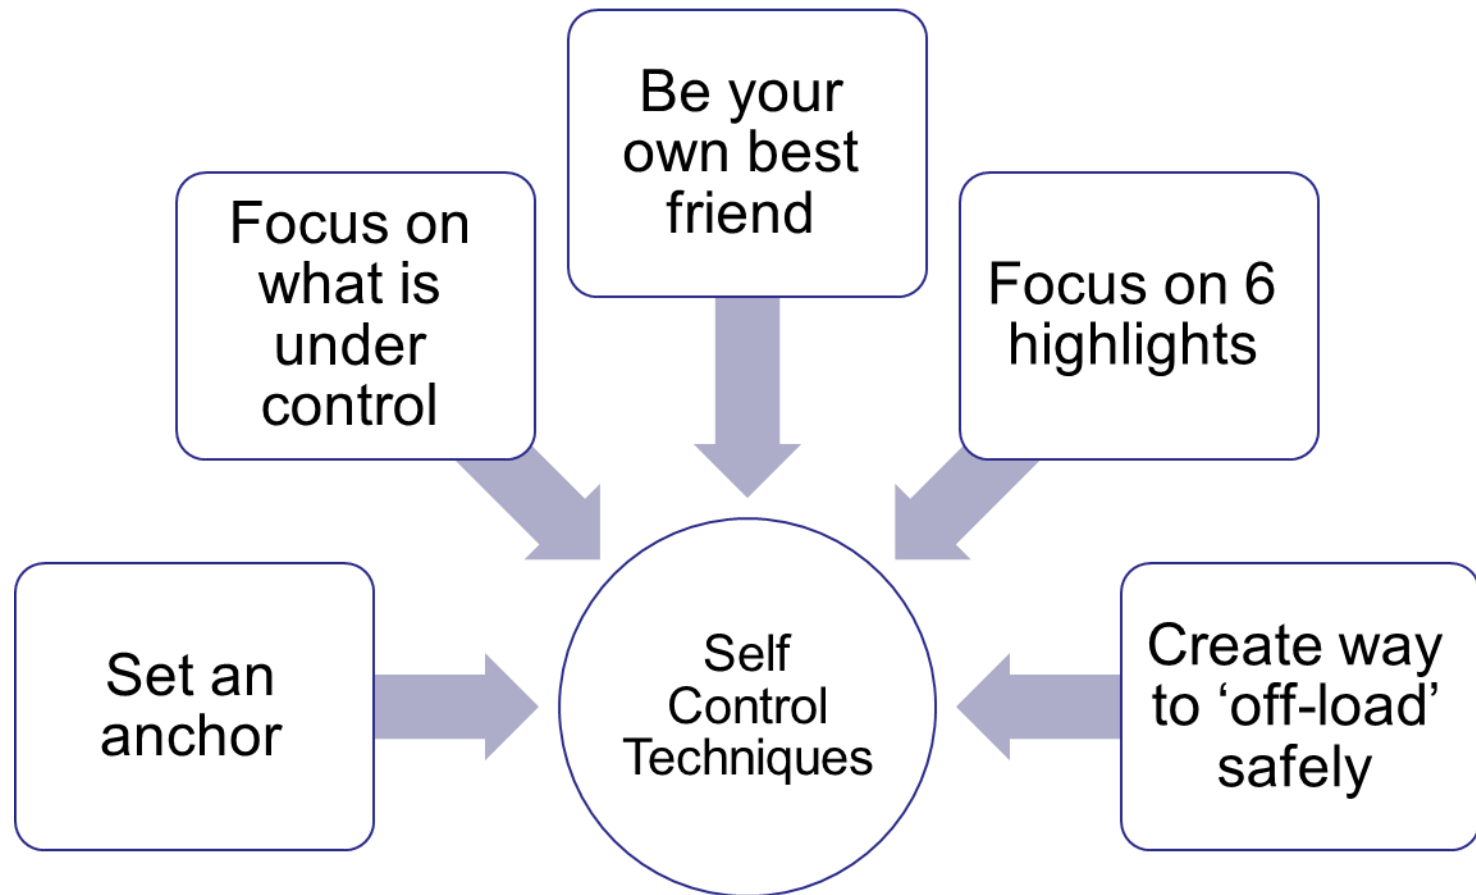 Be your
own best
friend
Focus on
what is
under
control
Focus on 6
highlights
Set an
anchor
Self
Control
Techniques
Create way
to ‘off-load’
safely